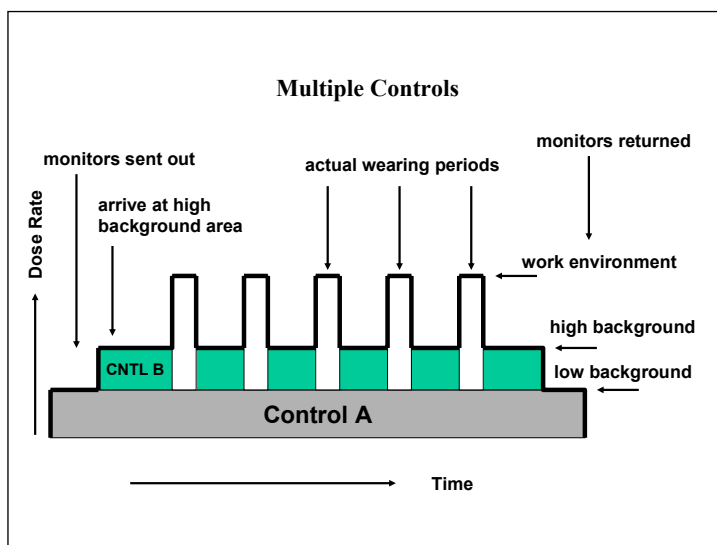 Multiple Controls
monitors sent out
actual wearing periods
monitors returned
arrive at high
background area
Dose Rate
work environment
high background
CNTL B
low background
Control A
Time